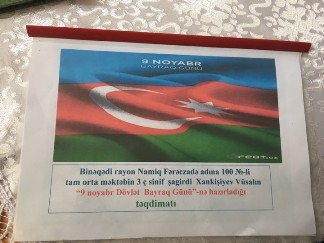 9 NOYABR
BAYRAQ GÜNÜ
Binəqədi rayon Namiq Fərəczadə adına 100 №-li
tam orta məktəbin 3 ç sinif şagirdi Xankişiyev Vüsalın
"9 noyabr Dövlət Bayraq Günü"-nə hazırladığı
təqdimatı